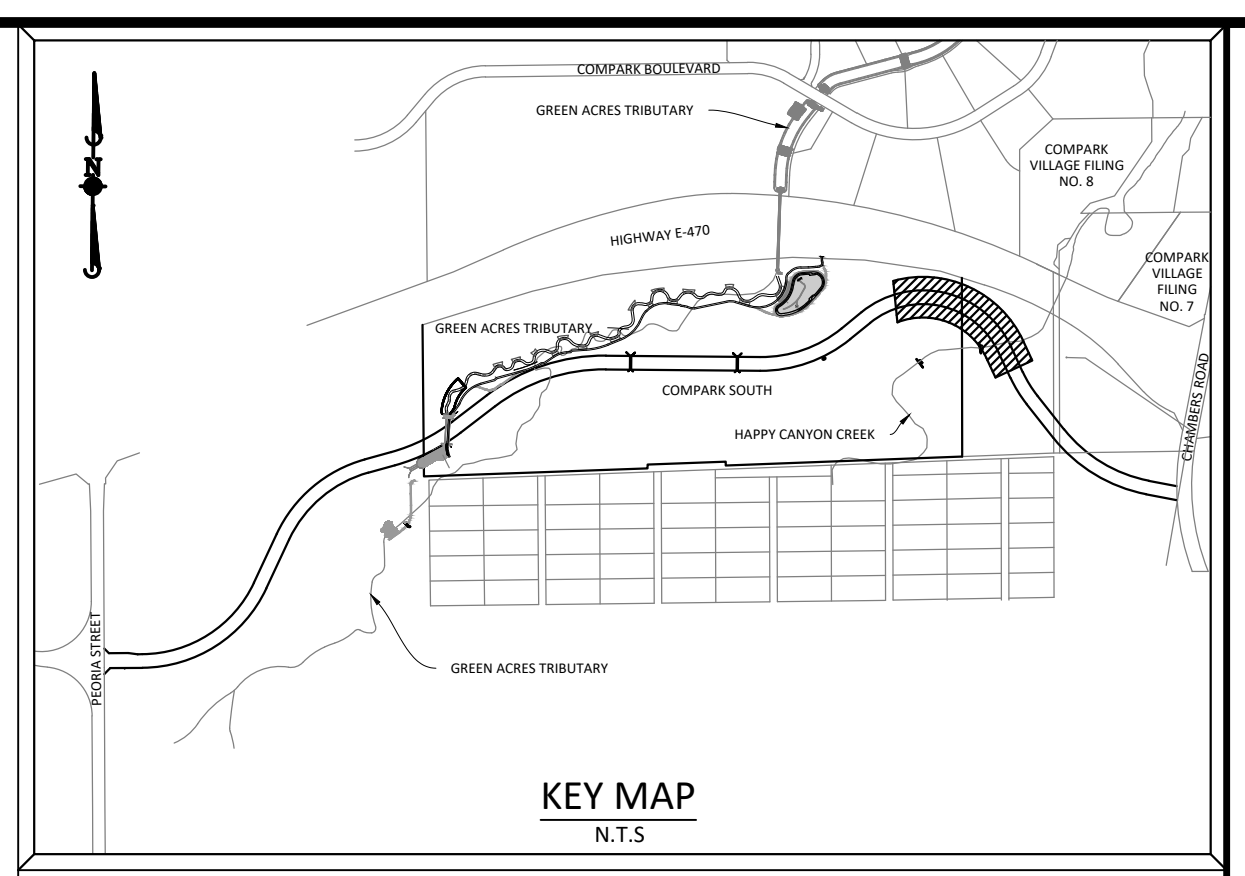 COMPARK BOULEVARD
GREEN ACRES TRIBUTARY
COMPARK
VILLAGE FILING
NO. 8
N
HIGHWAY E-470
COMPARK
VILLAGE
FILING
NO. 7
GREEN ACRES TRIBUTARY
COMPARK SOUTH
CHAMBERS ROAD
HAPPY CANYON CREEK
PEORIA STREET
GREEN ACRES TRIBUTARY
KEY MAP
N.T.S